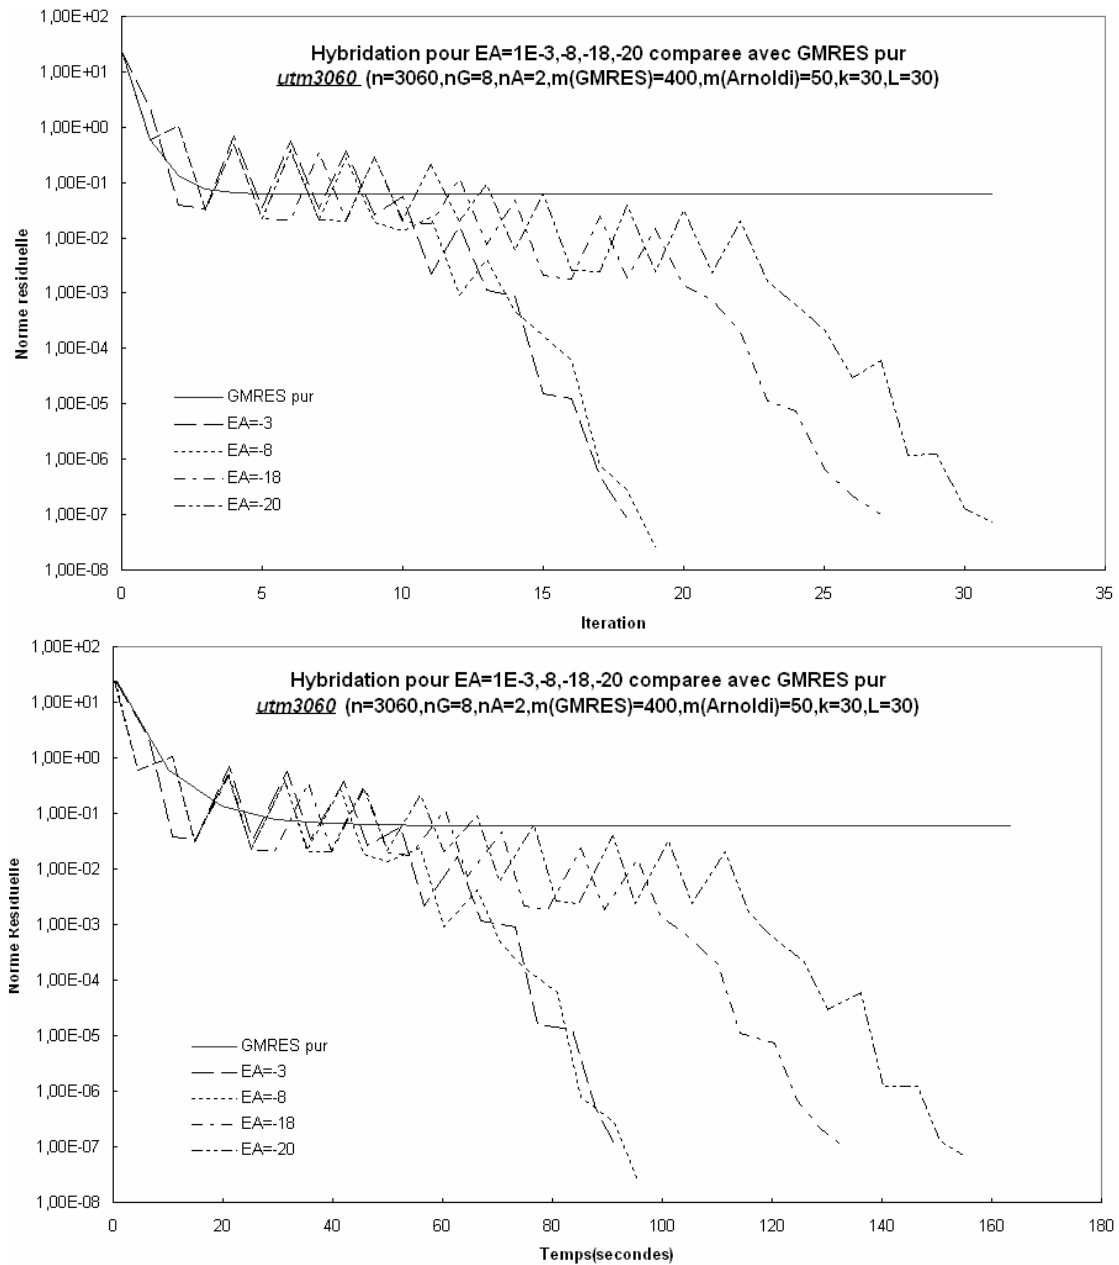 Hybridation pour EA=1E-3,-8,-18,-20 comparee avec GMRES pur
utm3060 (n=3060,nG=8,nA=2,m(GMRES)=400,m(Arnoldi)=50,k=30,L=30)
1,00E+02
1,00E+01
1,00E+00
1,00E-01
1,00E-02
1,00E-03
1,00E-04
1,00E-05
1,00E-06
1,00E-07
1,00E-08
Norme residuelle
GMRES pur
EA=-3
EA=-8
EA=-18
EA=-20
0 5 10 15 20 25 30 35
Iteration
Hybridation pour EA=1E-3,-8,-18,-20 comparee avec GMRES pur
utm3060 (n=3060,nG=8,nA=2,m(GMRES)=400,m(Arnoldi)=50,k=30,L=30)
1,00E+02
1,00E+01
1,00E+00
1,00E-01
1,00E-02
1,00E-03
1,00E-04
1,00E-05
1,00E-06
1,00E-07
1,00E-08
Norme Residuelle
GMRES pur
EA=-3
EA=-8
EA=-18
EA=-20
0 20 40 60 80 100 120 140 160 180
Temps(secondes)